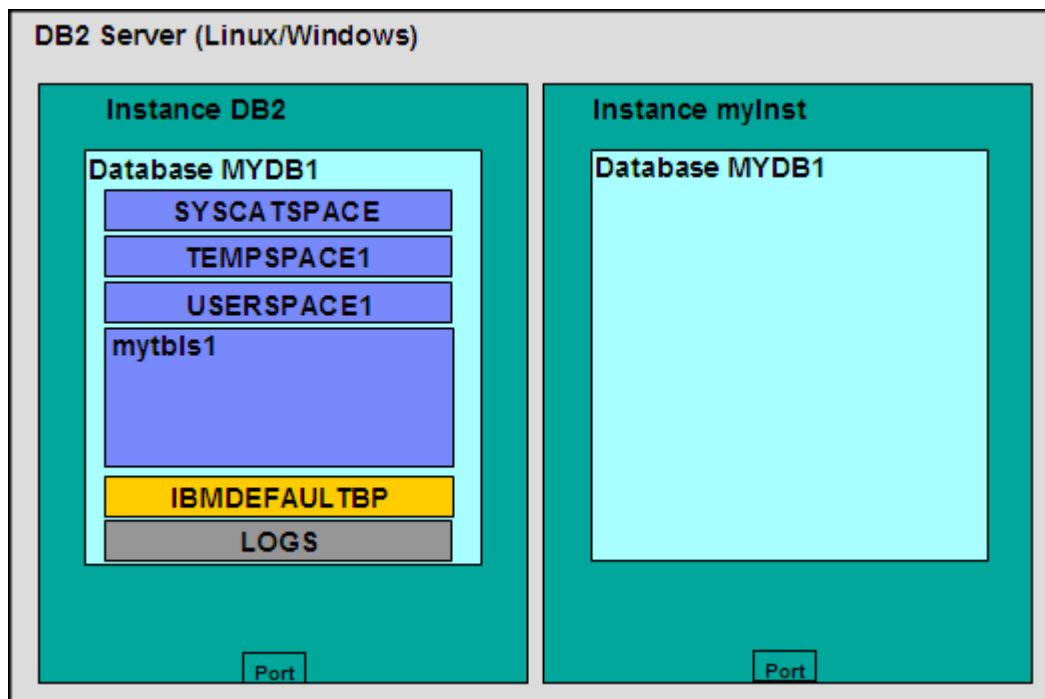 DB2 Server (Linux/Windows)
Instance DB2
Database MYDB1
SYSCATSPACE
TEMPSPACE1
USERSPACE1
mytbls1
IBMDEFAULTBP
LOGS
Port
Instance myInst
Database MYDB1
Port